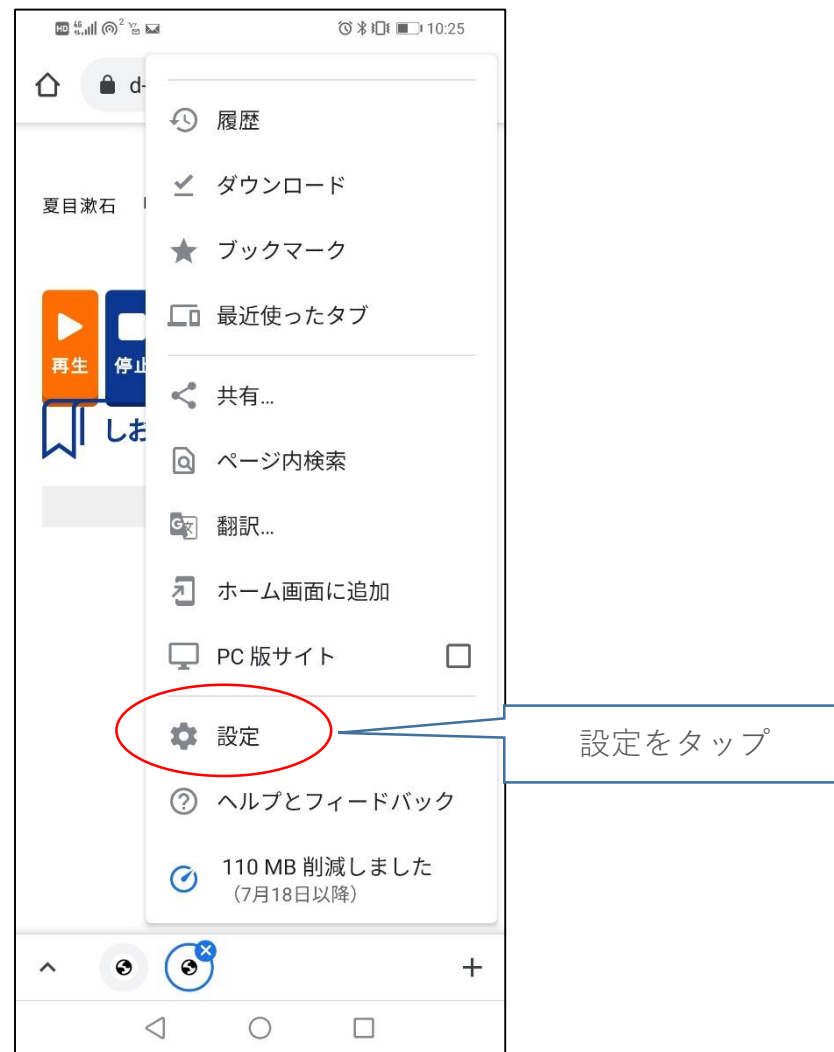 HD 4G 10:25
d-
履歴
ダウンロード
夏目漱石
ブックマーク
最近使ったタブ
再生 停止
共有...
しお
ページ内検索
翻訳...
ホーム画面に追加
PC 版サイト
設定
設定をタップ
ヘルプとフィードバック
110 MB 削減しました
（7月18日以降）